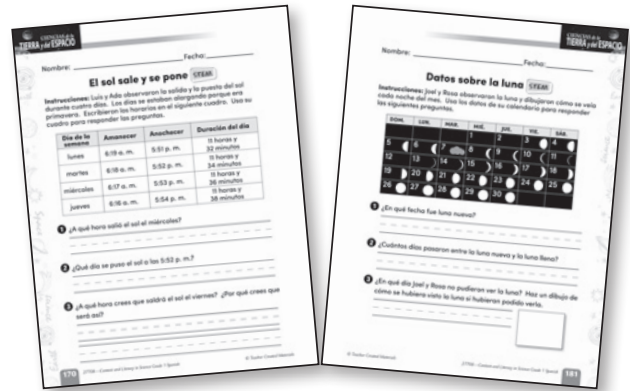 CIENCIAS de la
TIERRA y del ESPACIO
Nombre: Fecha:
El sol sale y se pone STEM
Instrucciones: Luis y Ada observaron la salida y la puesta del sol
durante cuatro días. Los días se estaban alargando porque era
primavera. Escribieron los horarios en el siguiente cuadro. Usa su
cuadro para responder las preguntas.
Día de la semana Amanecer Anochecer Duración del día
lunes 6:19 a. m. 5:51 p. m. 11 horas y 32 minutos
martes 6:18 a. m. 5:52 p. m. 11 horas y 34 minutos
miércoles 6:17 a. m. 5:53 p. m. 11 horas y 36 minutos
jueves 6:16 a. m. 5:54 p. m. 11 horas y 38 minutos
1 ¿A qué hora salió el sol el miércoles?
2 ¿Qué día se puso el sol a las 5:52 p. m.?
3 ¿A qué hora crees que saldrá el sol el viernes? ¿Por qué crees que
será así?
170
© Teacher Created Materials
CIENCIAS de la
TIERRA y del ESPACIO
Nombre: Fecha:
Datos sobre la luna STEM
Instrucciones: Joel y Rosa observaron la luna y dibujaron cómo se veía
cada noche del mes. Usa los datos de su calendario para responder
las siguientes preguntas.
DOM. LUN. MAR. MIÉ. JUE. VIE. SÁB.
1 2 3 4
5 6 7 8 9 10 11
12 13 14 15 16 17 18
19 20 21 22 23 24 25
26 27 28 29 30
1 ¿En qué fecha fue luna nueva?
2 ¿Cuántos días pasaron entre la luna nueva y la luna llena?
3 ¿En qué día Joel y Rosa no pudieron ver la luna? Haz un dibujo de
cómo se hubiera visto la luna si hubieran podido verla.
© Teacher Created Materials
181